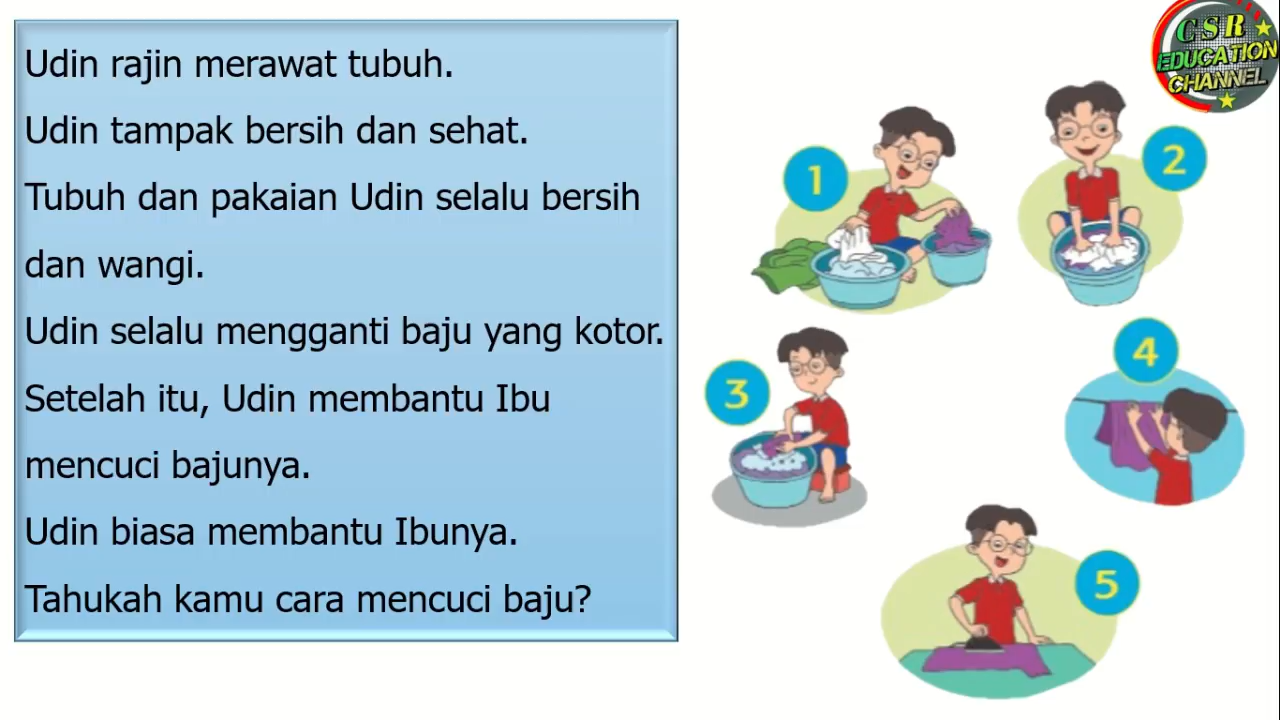 Udin rajin merawat tubuh.
Udin tampak bersih dan sehat.
Tubuh dan pakaian Udin selalu bersih
dan wangi.
Udin selalu mengganti baju yang kotor.
Setelah itu, Udin membantu Ibu
mencuci bajunya.
Udin biasa membantu Ibunya.
Tahukah kamu cara mencuci baju?
CSR
EDUCATION
CHANNEL
1
2
3
4
5